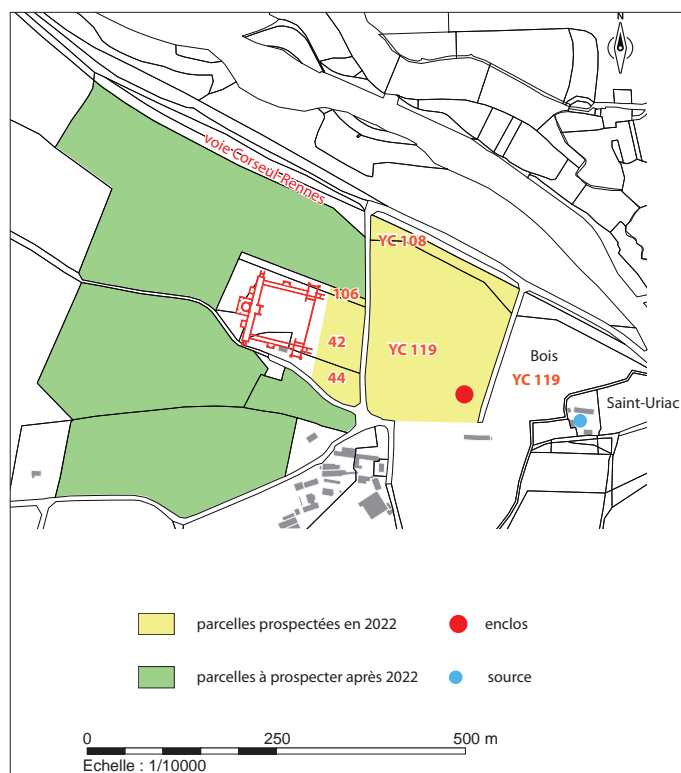 N
voie Corseul-Rennes
YC 108
106
42
YC 119
44
Bois
YC 119
Saint-Uriac
parcelles prospectées en 2022
enclos
parcelles à prospecter après 2022
source
0 250 500 m
Echelle : 1/10000